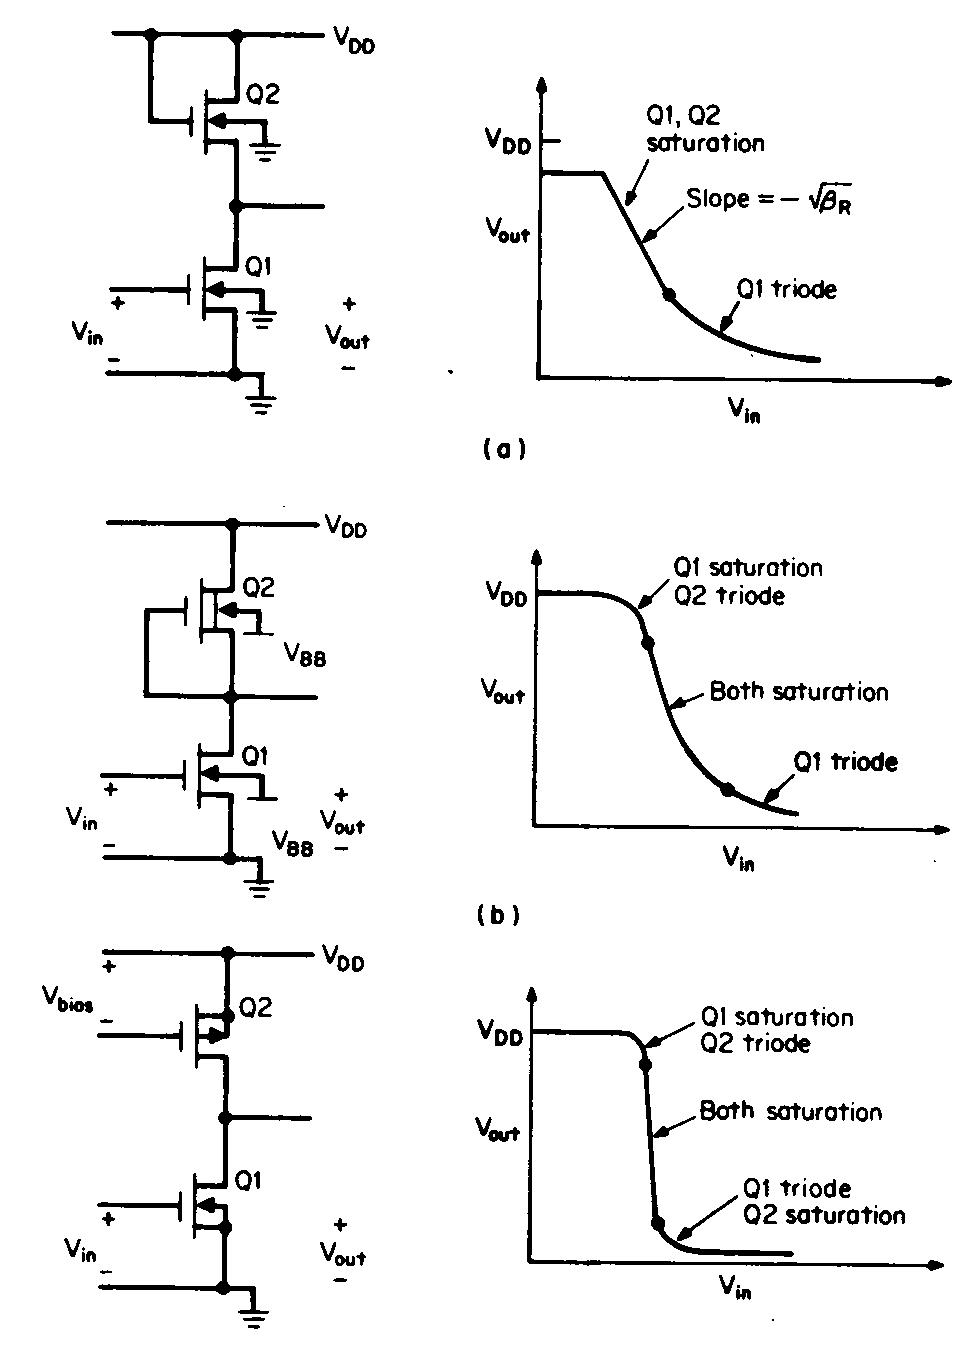 V_DD
Q2
Q1
+
V_in
−
+
V_out
−
V_DD
Q1, Q2
saturation
Slope = − √β_R
V_out
Q1 triode
V_in
(a)
V_DD
Q2
V_BB
Q1
+
V_in
−
+
V_out
−
V_BB
V_DD
Q1 saturation
Q2 triode
V_out
Both saturation
Q1 triode
V_in
(b)
+
V_DD
V_bias
−
Q2
Q1
+
V_in
−
+
V_out
−
V_DD
Q1 saturation
Q2 triode
Both saturation
V_out
Q1 triode
Q2 saturation
V_in